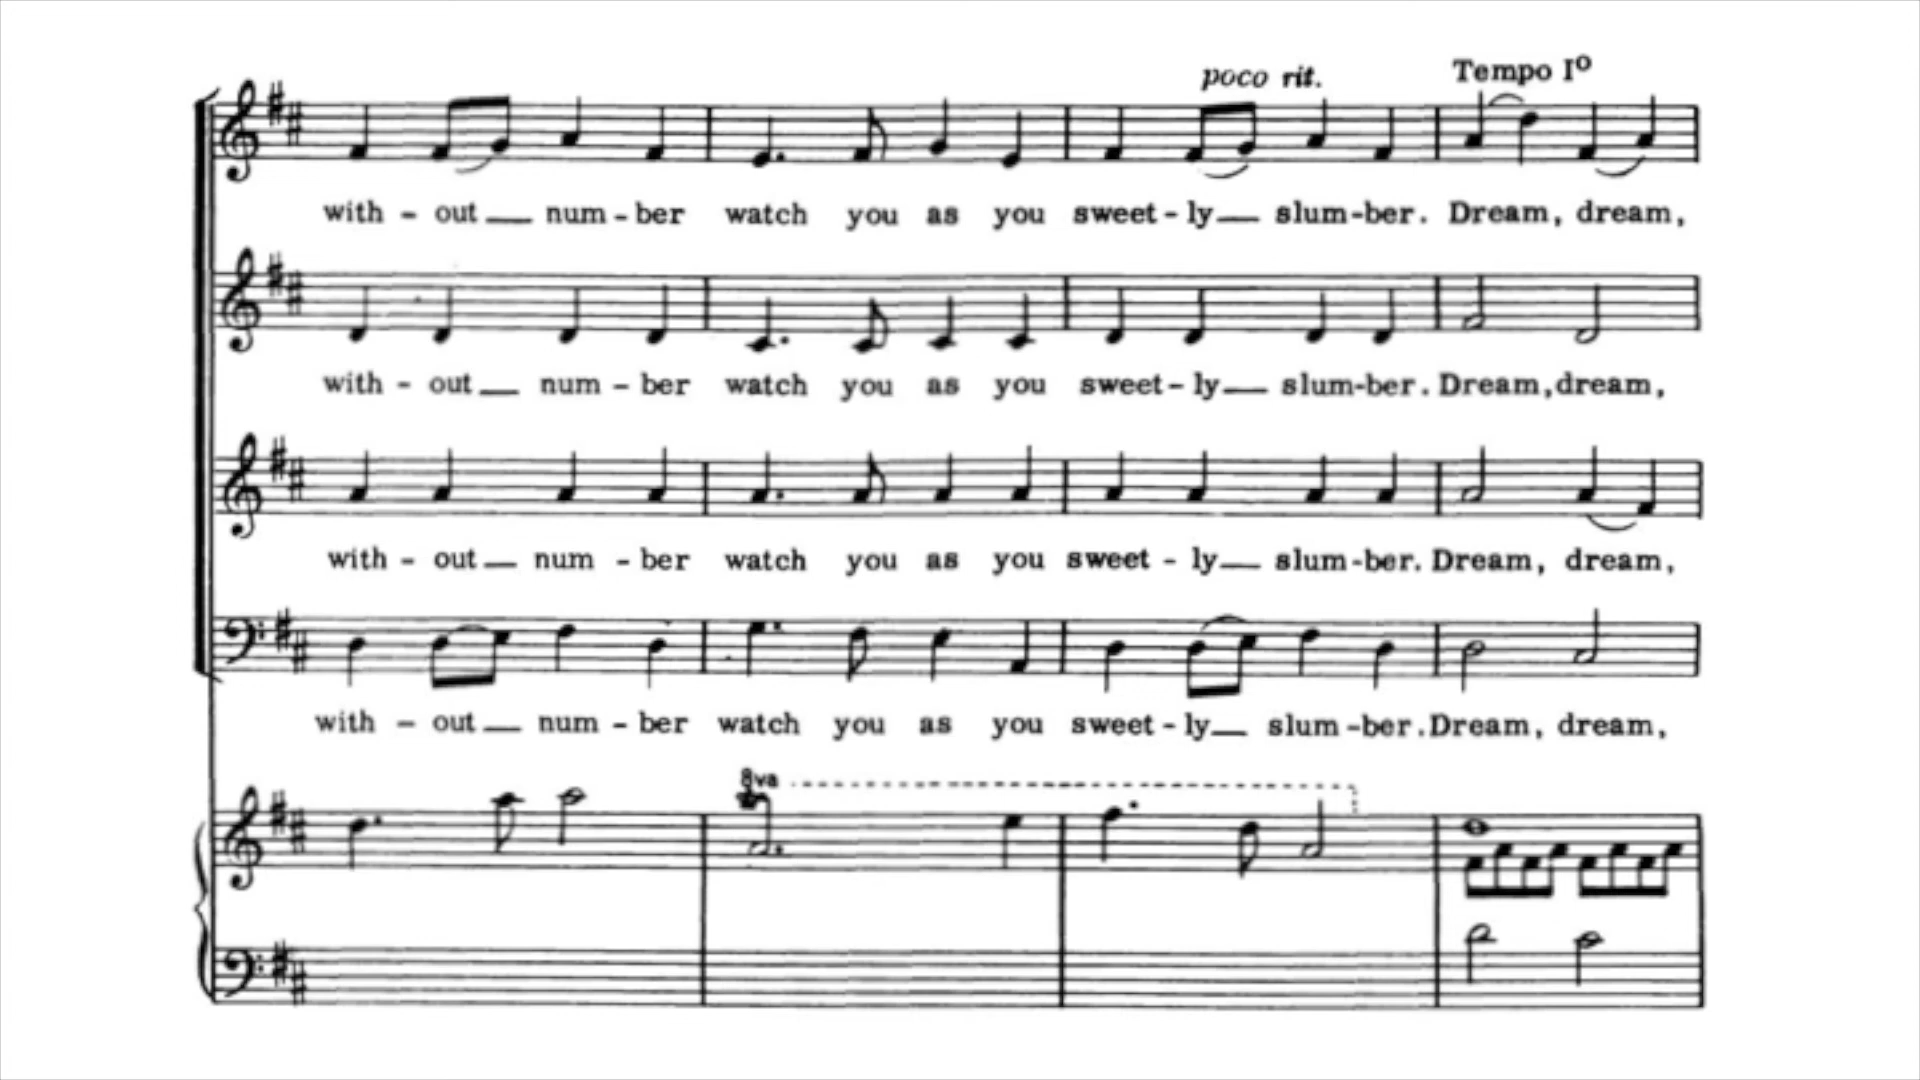 poco rit. Tempo Iº
with - out num - ber watch you as you sweet - ly slum - ber. Dream, dream,
with - out num - ber watch you as you sweet - ly slum - ber. Dream, dream,
with - out num - ber watch you as you sweet - ly slum - ber. Dream, dream,
with - out num - ber watch you as you sweet - ly slum - ber. Dream, dream,
8va